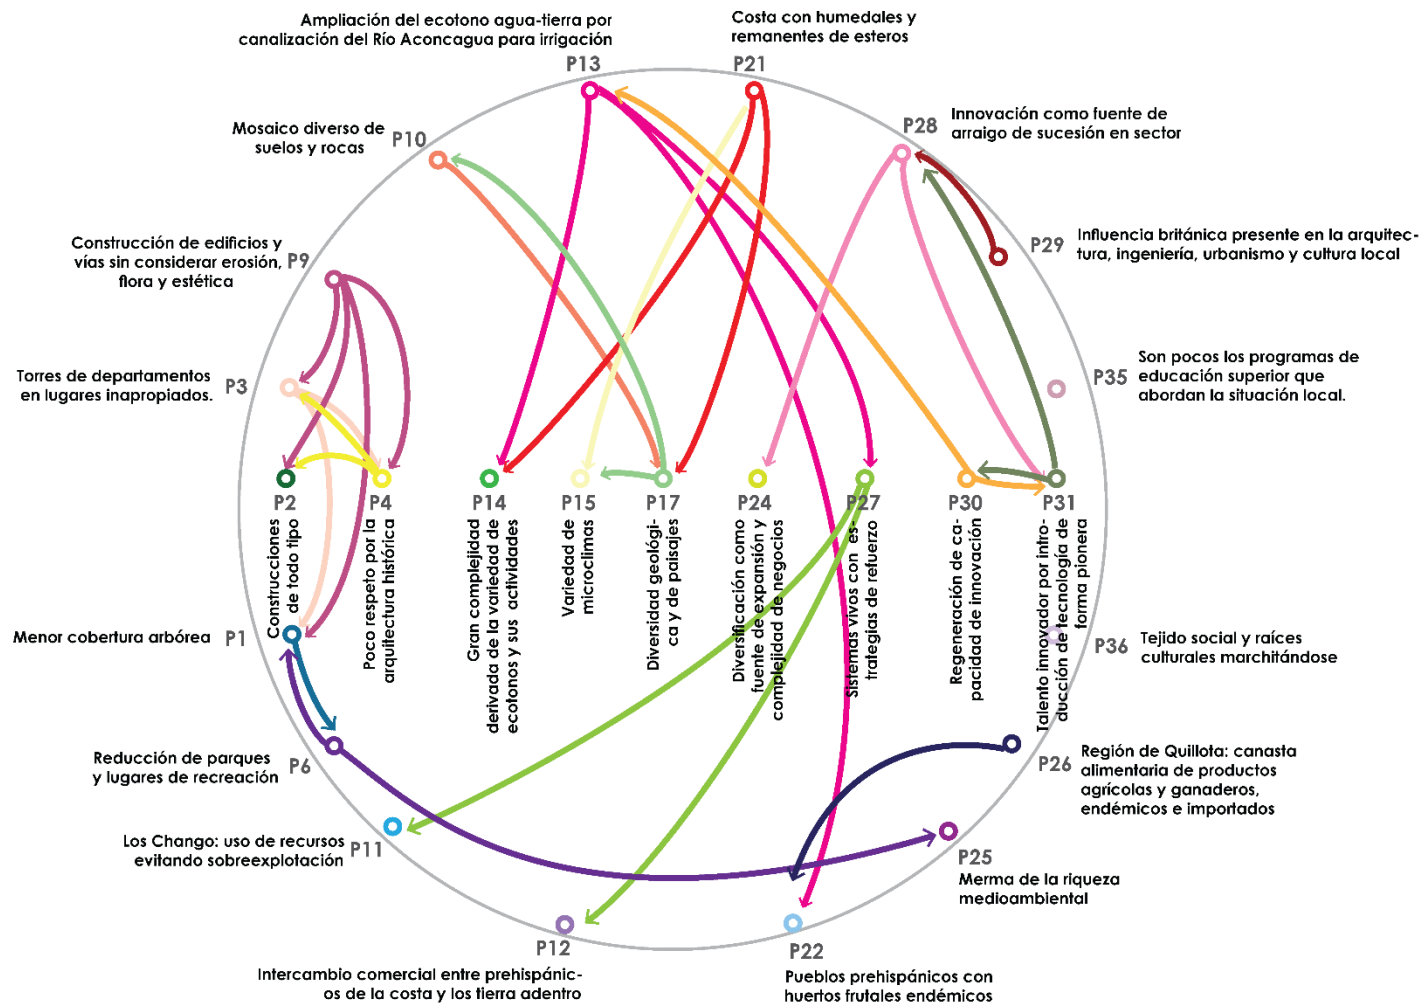 Ampliación del ecotono agua-tierra por
canalización del Río Aconcagua para irrigación
P13
Costa con humedales y
remanentes de esteros
P21
Mosaico diverso de
suelos y rocas
P10
P28
Innovación como fuente de
arraigo de sucesión en sector
Construcción de edificios y
vías sin considerar erosión,
flora y estética
P9
P29
Influencia británica presente en la arquitec-
tura, ingeniería, urbanismo y cultura local
Torres de departamentos
en lugares inapropiados.
P3
P35
Son pocos los programas de
educación superior que
abordan la situación local.
P2
Construcciones
de todo tipo
P4
Poco respeto por la
arquitectura histórica
P14
Gran complejidad
derivada de la variedad de
ecotonos y sus actividades
P15
Variedad de
microclimas
P17
Diversidad geológi-
ca y de paisajes
P24
Diversificación como
fuente de expansión y
complejidad de negocios
P27
Sistemas vivos con es-
trategias de refuerzo
P30
Regeneración de ca-
pacidad de innovación
P31
Talento innovador por intro-
ducción de tecnología de
forma pionera
Menor cobertura arbórea
P1
P36
Tejido social y raíces
culturales marchitándose
Reducción de parques
y lugares de recreación
P6
P26
Región de Quillota: canasta
alimentaria de productos
agrícolas y ganaderos,
endémicos e importados
Los Chango: uso de recursos
evitando sobreexplotación
P11
P25
Merma de la riqueza
medioambiental
P12
Intercambio comercial entre prehispánic-
os de la costa y los tierra adentro
P22
Pueblos prehispánicos con
huertos frutales endémicos